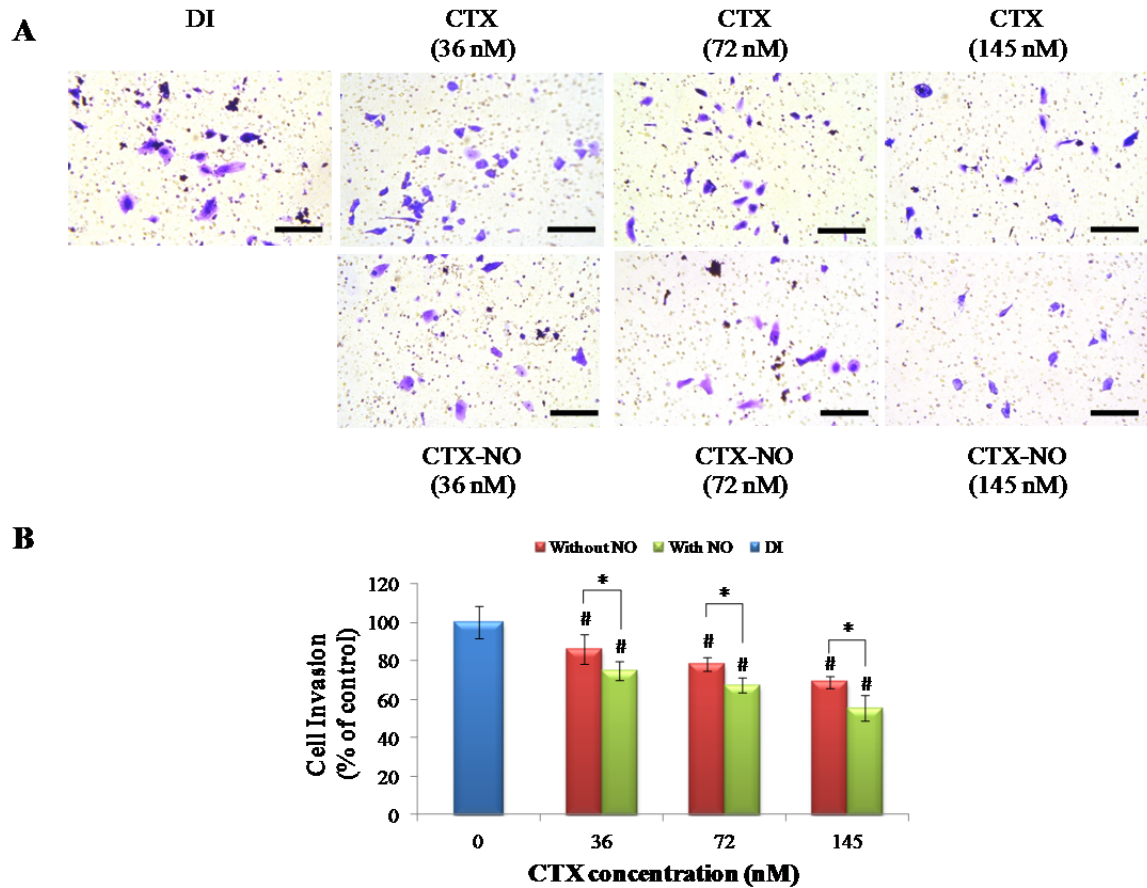 A
DI
CTX
(36 nM)
CTX
(72 nM)
CTX
(145 nM)
CTX-NO
(36 nM)
CTX-NO
(72 nM)
CTX-NO
(145 nM)
B
Without NO With NO DI
Cell Invasion
(% of control)
120
100
80
60
40
20
0
*
*
*
# # # # # #
0 36 72 145
CTX concentration (nM)